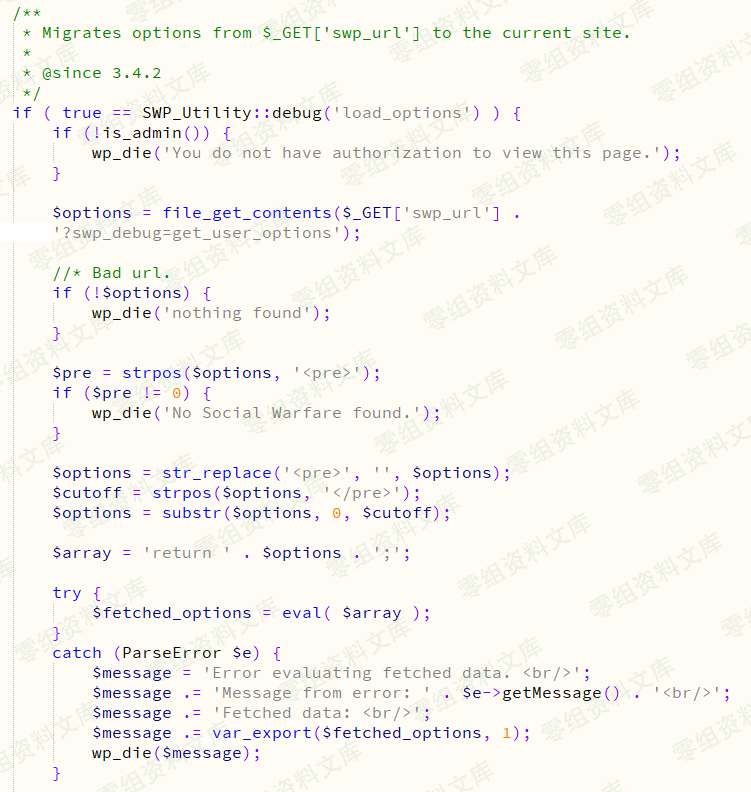 /**
 * Migrates options from $_GET['swp_url'] to the current site.
 *
 * @since 3.4.2
 */
if ( true == SWP_Utility::debug('load_options') ) {
    if (!is_admin()) {
        wp_die('You do not have authorization to view this page.');
    }
    $options = file_get_contents($_GET['swp_url'] .
    '?swp_debug=get_user_options');
    //* Bad url.
    if (!$options) {
        wp_die('nothing found');
    }
    $pre = strpos($options, '<pre>');
    if ($pre != 0) {
        wp_die('No Social Warfare found.');
    }
    $options = str_replace('<pre>', '', $options);
    $cutoff = strpos($options, '</pre>');
    $options = substr($options, 0, $cutoff);
    $array = 'return ' . $options . ';';
    try {
        $fetched_options = eval( $array );
    }
    catch (ParseError $e) {
        $message = 'Error evaluating fetched data. <br/>';
        $message .= 'Message from error: ' . $e->getMessage() . '<br/>';
        $message .= 'Fetched data: <br/>';
        $message .= var_export($fetched_options, 1);
        wp_die($message);
    }
零组资料文库